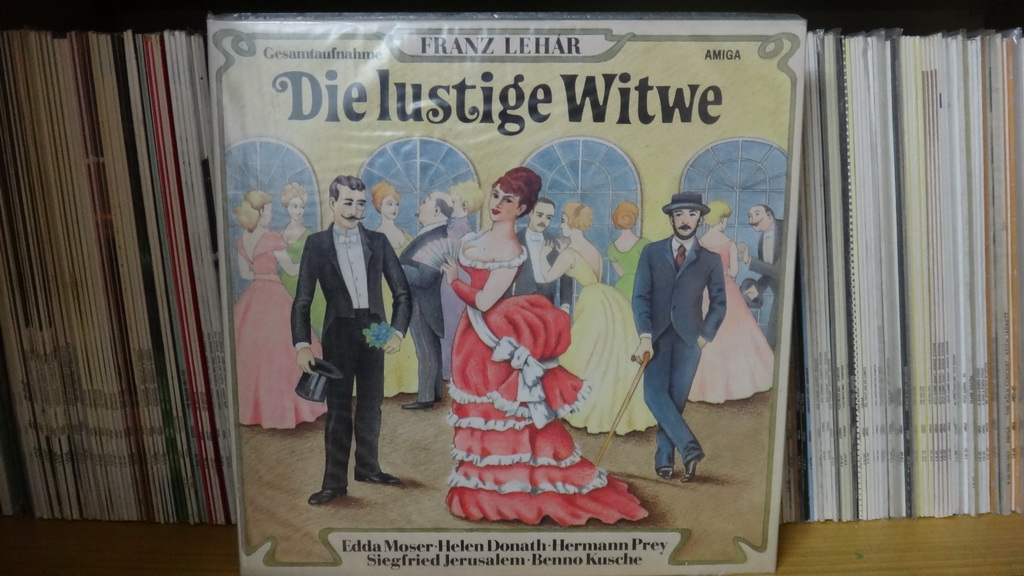 Gesamtaufnahme
FRANZ LEHÁR
AMIGA
Die lustige Witwe
Edda Moser·Helen Donath·Hermann Prey
Siegfried Jerusalem·Benno Kusche